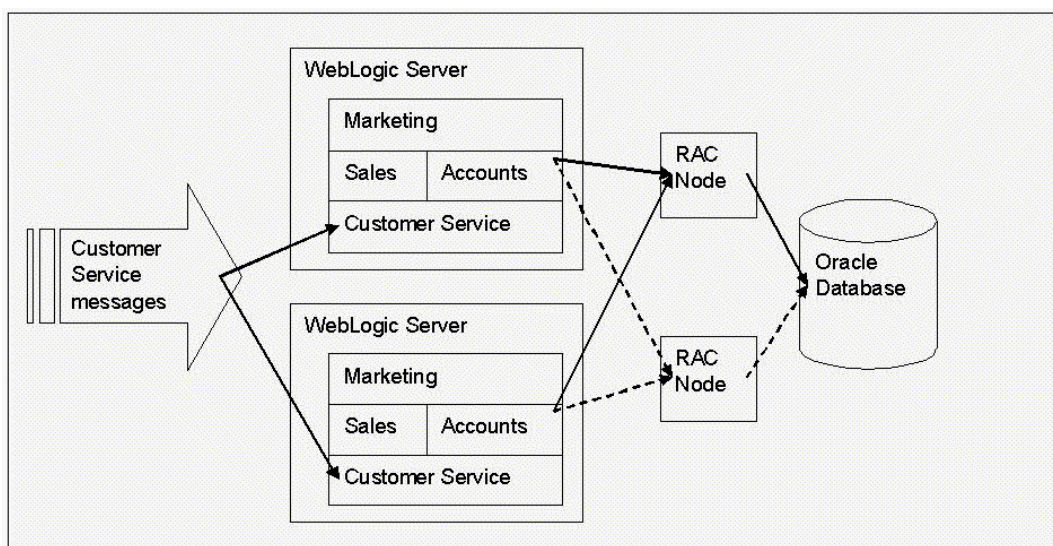 Customer
Service
messages
WebLogic Server
Marketing
Sales
Accounts
Customer Service
WebLogic Server
Marketing
Sales
Accounts
Customer Service
RAC
Node
RAC
Node
Oracle
Database